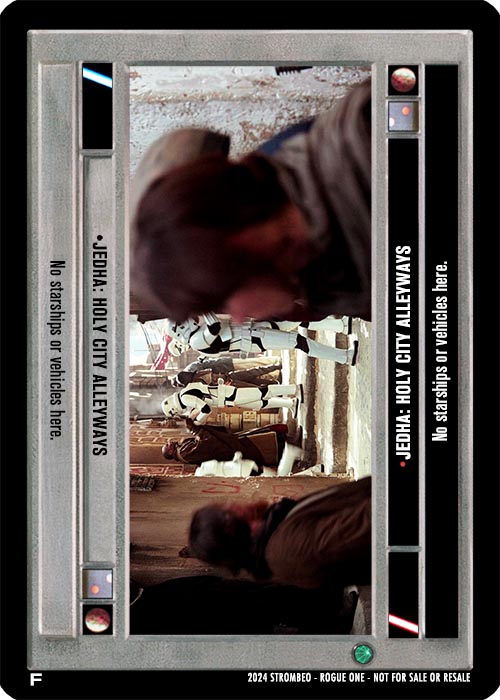 •JEDHA: HOLY CITY ALLEYWAYS
No starships or vehicles here.
•JEDHA: HOLY CITY ALLEYWAYS
No starships or vehicles here.
F
2024 STROMBEO - ROGUE ONE - NOT FOR SALE OR RESALE